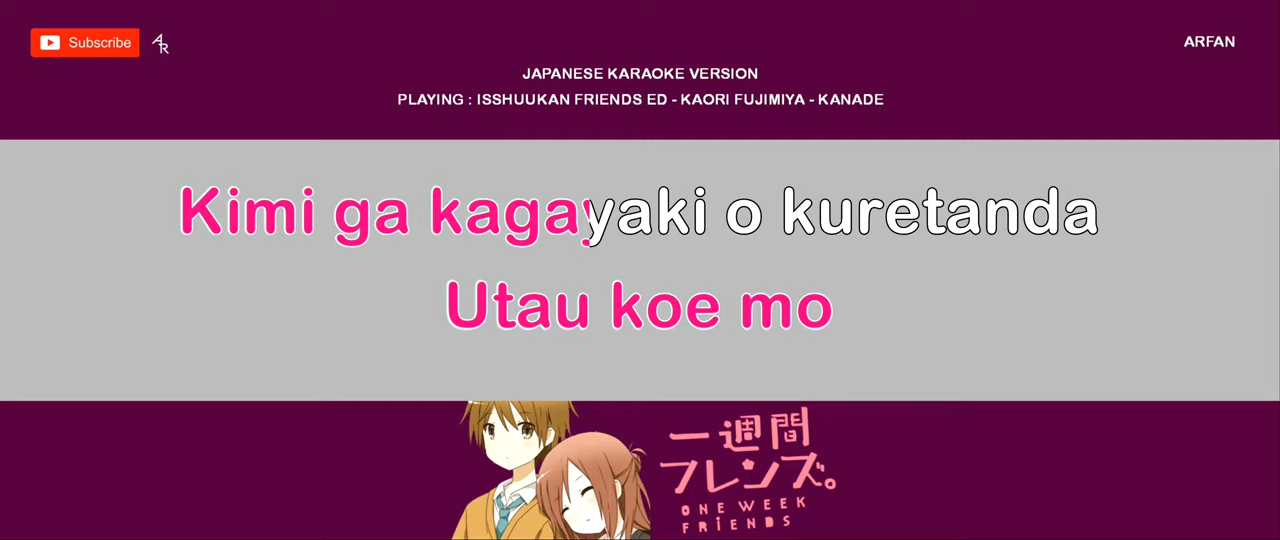 Subscribe
AR
ARFAN
JAPANESE KARAOKE VERSION
PLAYING : ISSHUUKAN FRIENDS ED - KAORI FUJIMIYA - KANADE
Kimi ga kagayaki o kuretanda
Utau koe mo
一週間
フレンズ。
ONE WEEK
FRiENDS